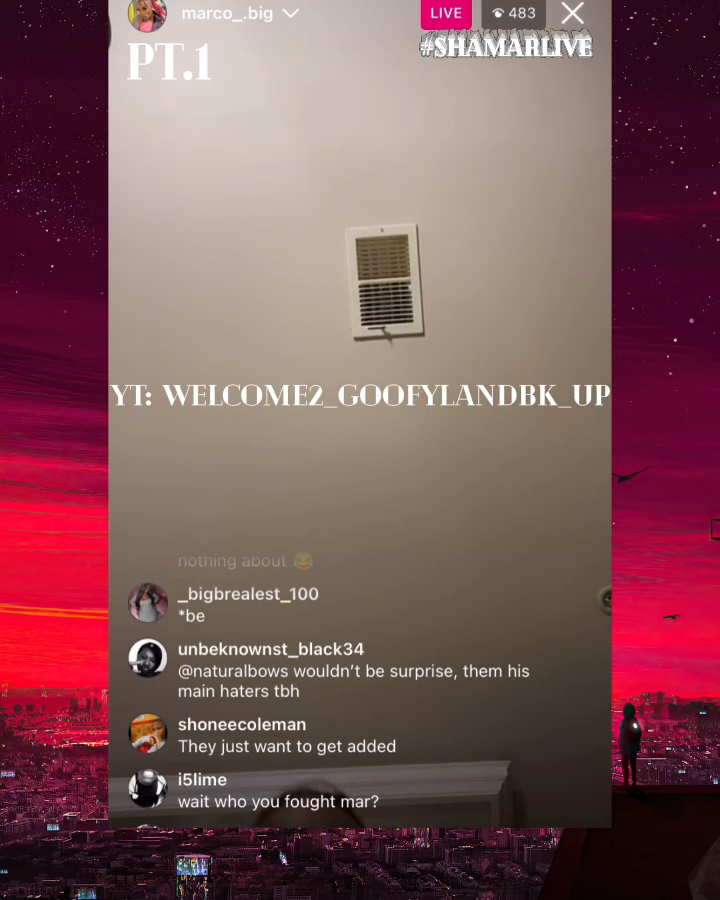 marco_.big
LIVE
483
#SHAMARLIVE
PT.1
YT: WELCOME2_GOOFYLANDBK_UP
nothing about 😂
_bigbrealest_100
*be
unbeknownst_black34
@naturalbows wouldn't be surprise, them his
main haters tbh
shoneecoleman
They just want to get added
i5lime
wait who you fought mar?